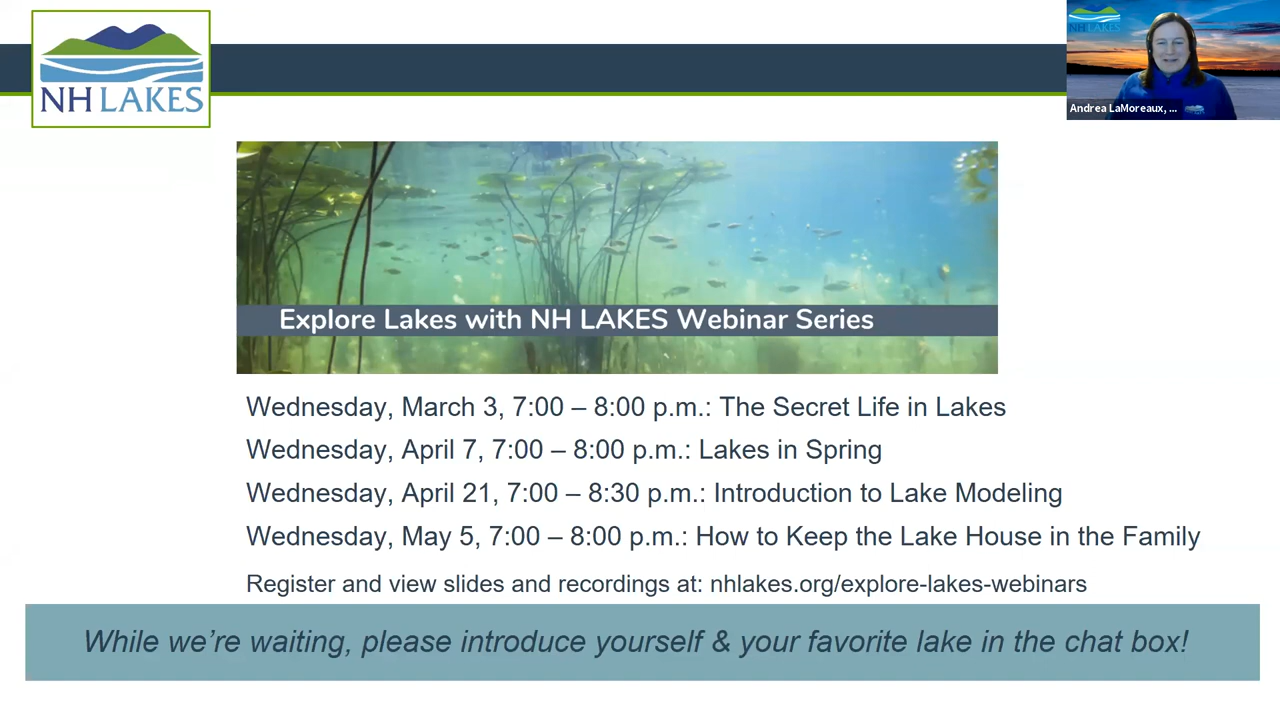 NH LAKES
NH LAKES
Andrea LaMoreaux, ...
Explore Lakes with NH LAKES Webinar Series
Wednesday, March 3, 7:00 – 8:00 p.m.: The Secret Life in Lakes
Wednesday, April 7, 7:00 – 8:00 p.m.: Lakes in Spring
Wednesday, April 21, 7:00 – 8:30 p.m.: Introduction to Lake Modeling
Wednesday, May 5, 7:00 – 8:00 p.m.: How to Keep the Lake House in the Family
Register and view slides and recordings at: nhlakes.org/explore-lakes-webinars
While we’re waiting, please introduce yourself & your favorite lake in the chat box!